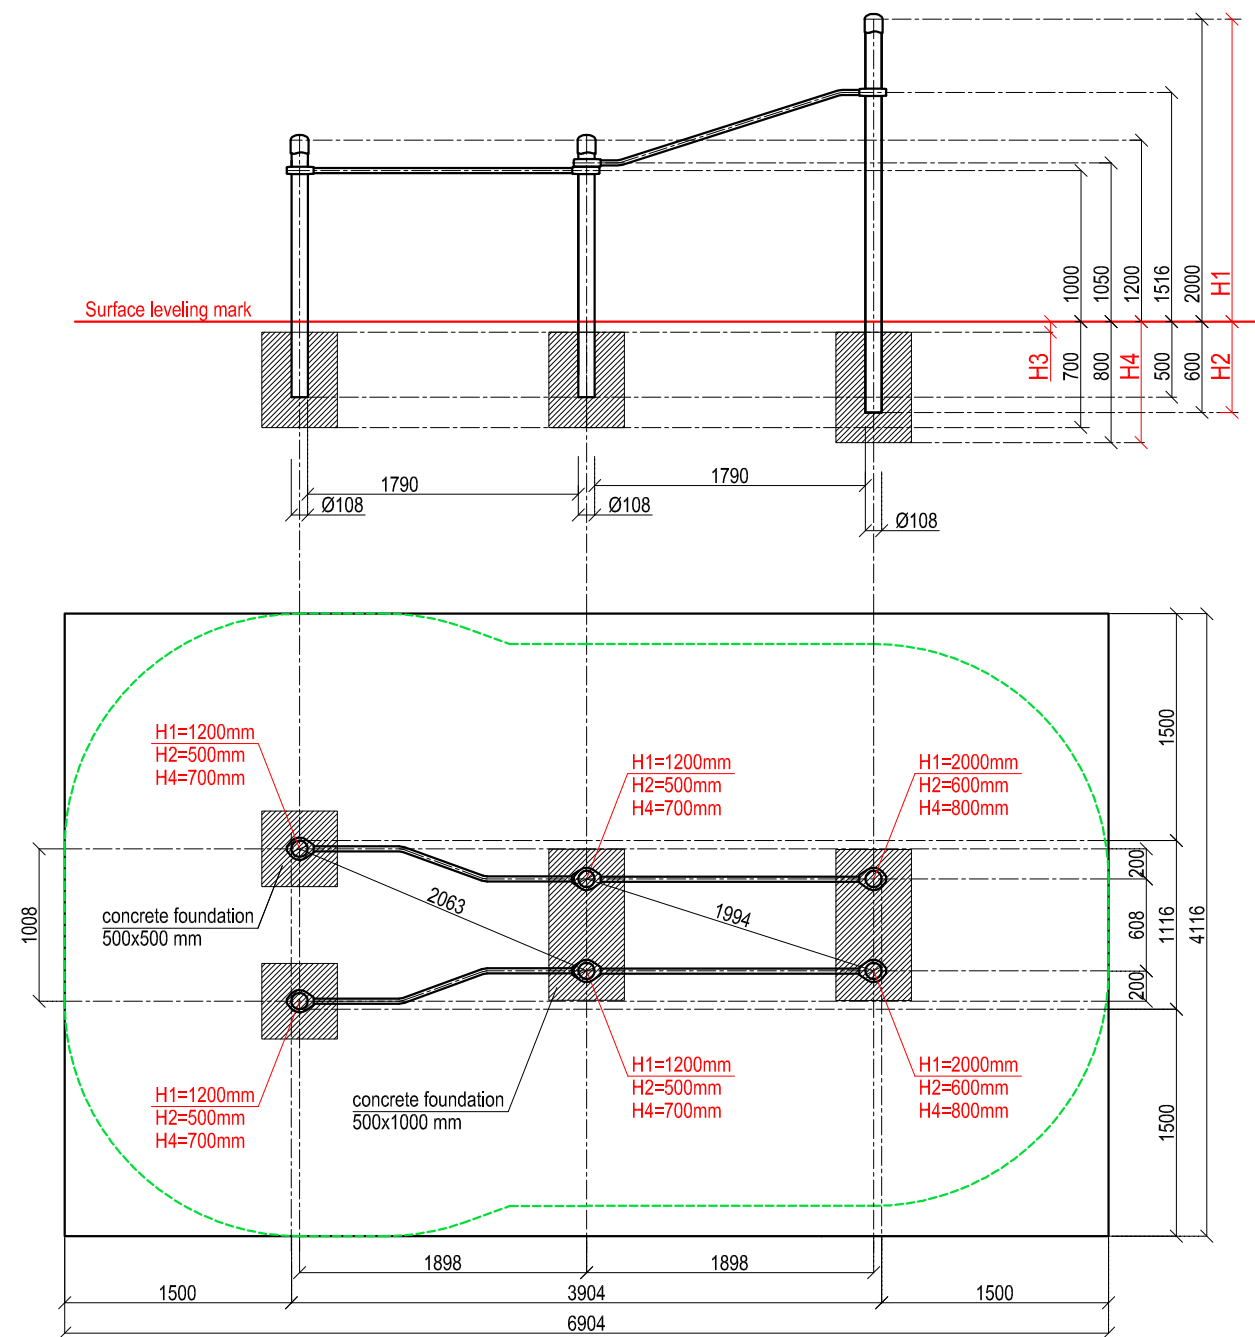 Surface leveling mark
1000
1050
1200
1516
2000
H1
H3
700
800
H4
500
600
H2
1790
1790
Ø108
Ø108
Ø108
H1=1200mm
H2=500mm
H4=700mm
H1=1200mm
H2=500mm
H4=700mm
H1=2000mm
H2=600mm
H4=800mm
1500
1008
concrete foundation
500x500 mm
2063
1994
200
608
200
1116
4116
H1=1200mm
H2=500mm
H4=700mm
concrete foundation
500x1000 mm
H1=1200mm
H2=500mm
H4=700mm
H1=2000mm
H2=600mm
H4=800mm
1500
1898
1898
1500
3904
1500
6904